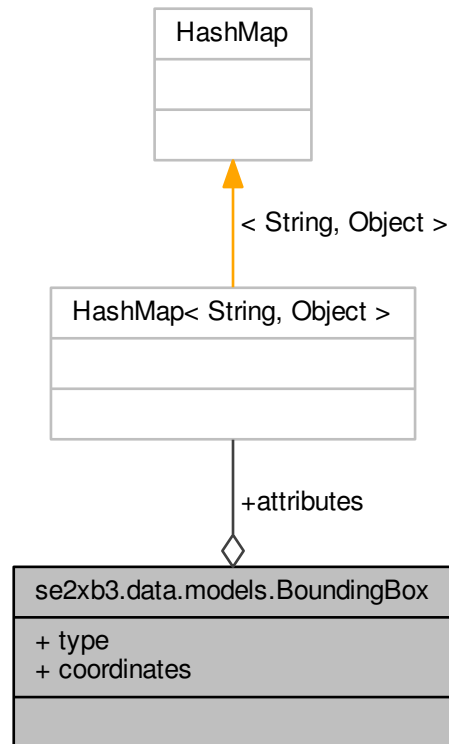 HashMap
< String, Object >
HashMap< String, Object >
+attributes
se2xb3.data.models.BoundingBox
+ type
+ coordinates